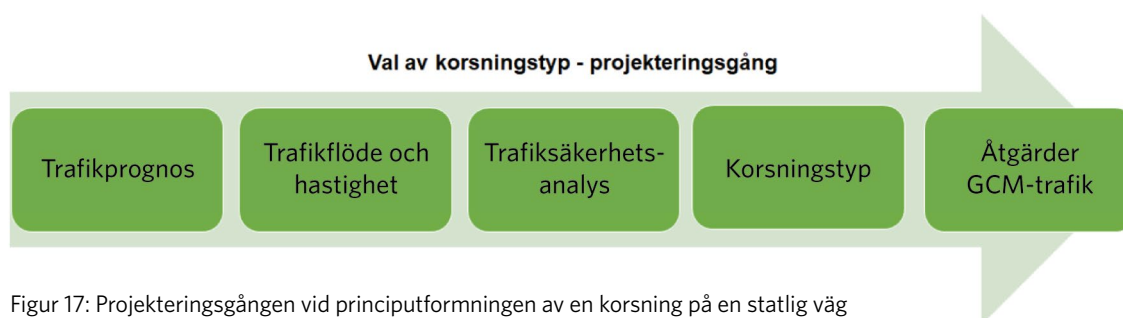 Val av korsningstyp - projekteringsgång
Trafikprognos
Trafikflöde och
hastighet
Trafiksäkerhets-
analys
Korsningstyp
Åtgärder
GCM-trafik
Figur 17: Projekteringsgången vid principutformningen av en korsning på en statlig väg